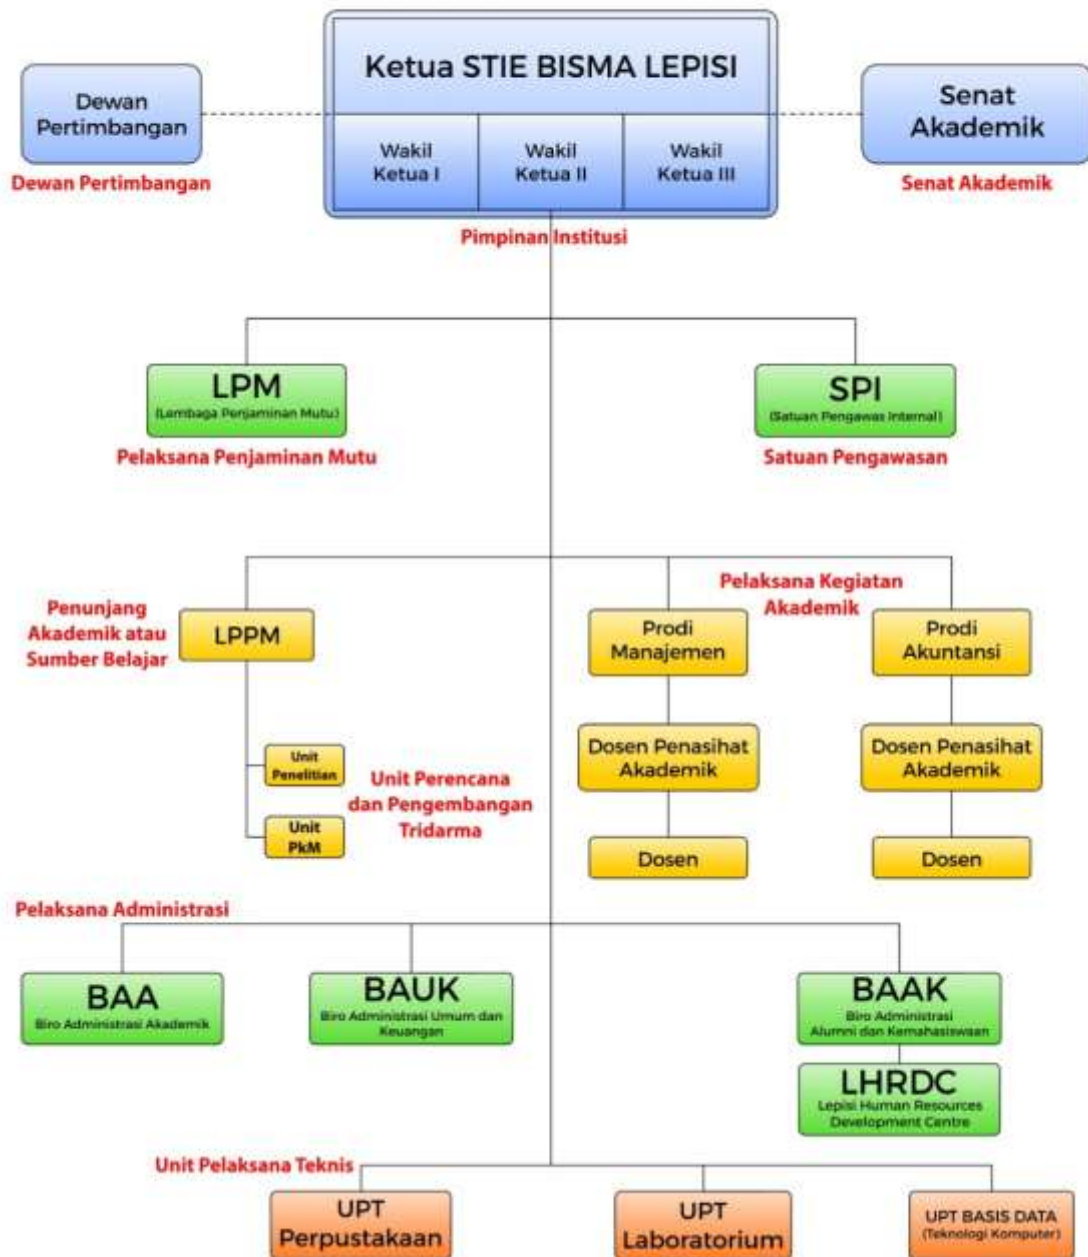 Ketua STIE BISMA LEPISI
Dewan
Pertimbangan
Senat
Akademik
Wakil
Ketua I
Wakil
Ketua II
Wakil
Ketua III
Dewan Pertimbangan
Senat Akademik
Pimpinan Institusi
LPM
(Lembaga Penjaminan Mutu)
SPI
(Satuan Pengawas Internal)
Pelaksana Penjaminan Mutu
Satuan Pengawasan
Penunjang
Akademik atau
Sumber Belajar
LPPM
Pelaksana Kegiatan
Akademik
Prodi
Manajemen
Prodi
Akuntansi
Unit
Penelitian
Unit
PkM
Unit Perencana
dan Pengembangan
Tridarma
Dosen Penasihat
Akademik
Dosen Penasihat
Akademik
Dosen
Dosen
Pelaksana Administrasi
BAA
Biro Administrasi Akademik
BAUK
Biro Administrasi Umum dan
Keuangan
BAAK
Biro Administrasi
Alumni dan Kemahasiswaan
LHRDC
Lepisi Human Resources
Development Centre
Unit Pelaksana Teknis
UPT
Perpustakaan
UPT
Laboratorium
UPT BASIS DATA
(Teknologi Komputer)